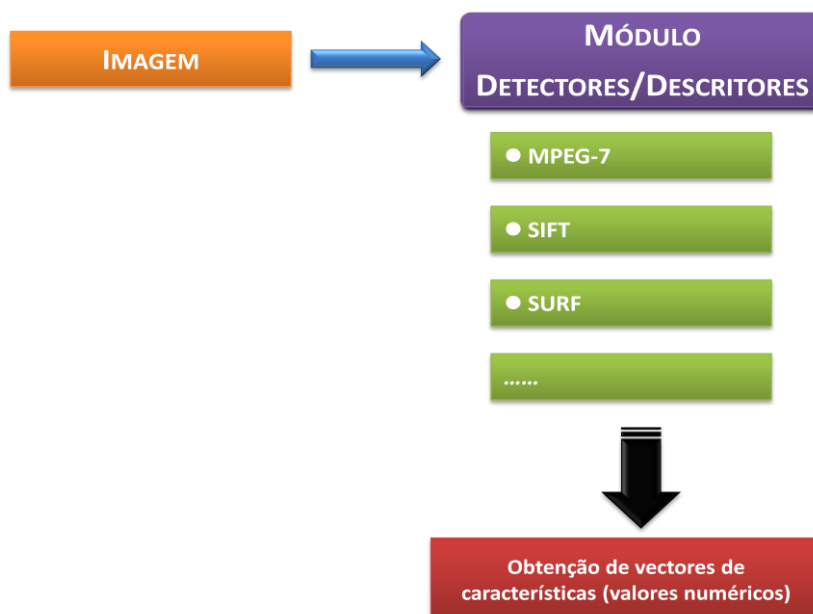 IMAGEM
MÓDULO
DETECTORES/DESCRITORES
● MPEG-7
● SIFT
● SURF
......
Obtenção de vectores de
características (valores numéricos)